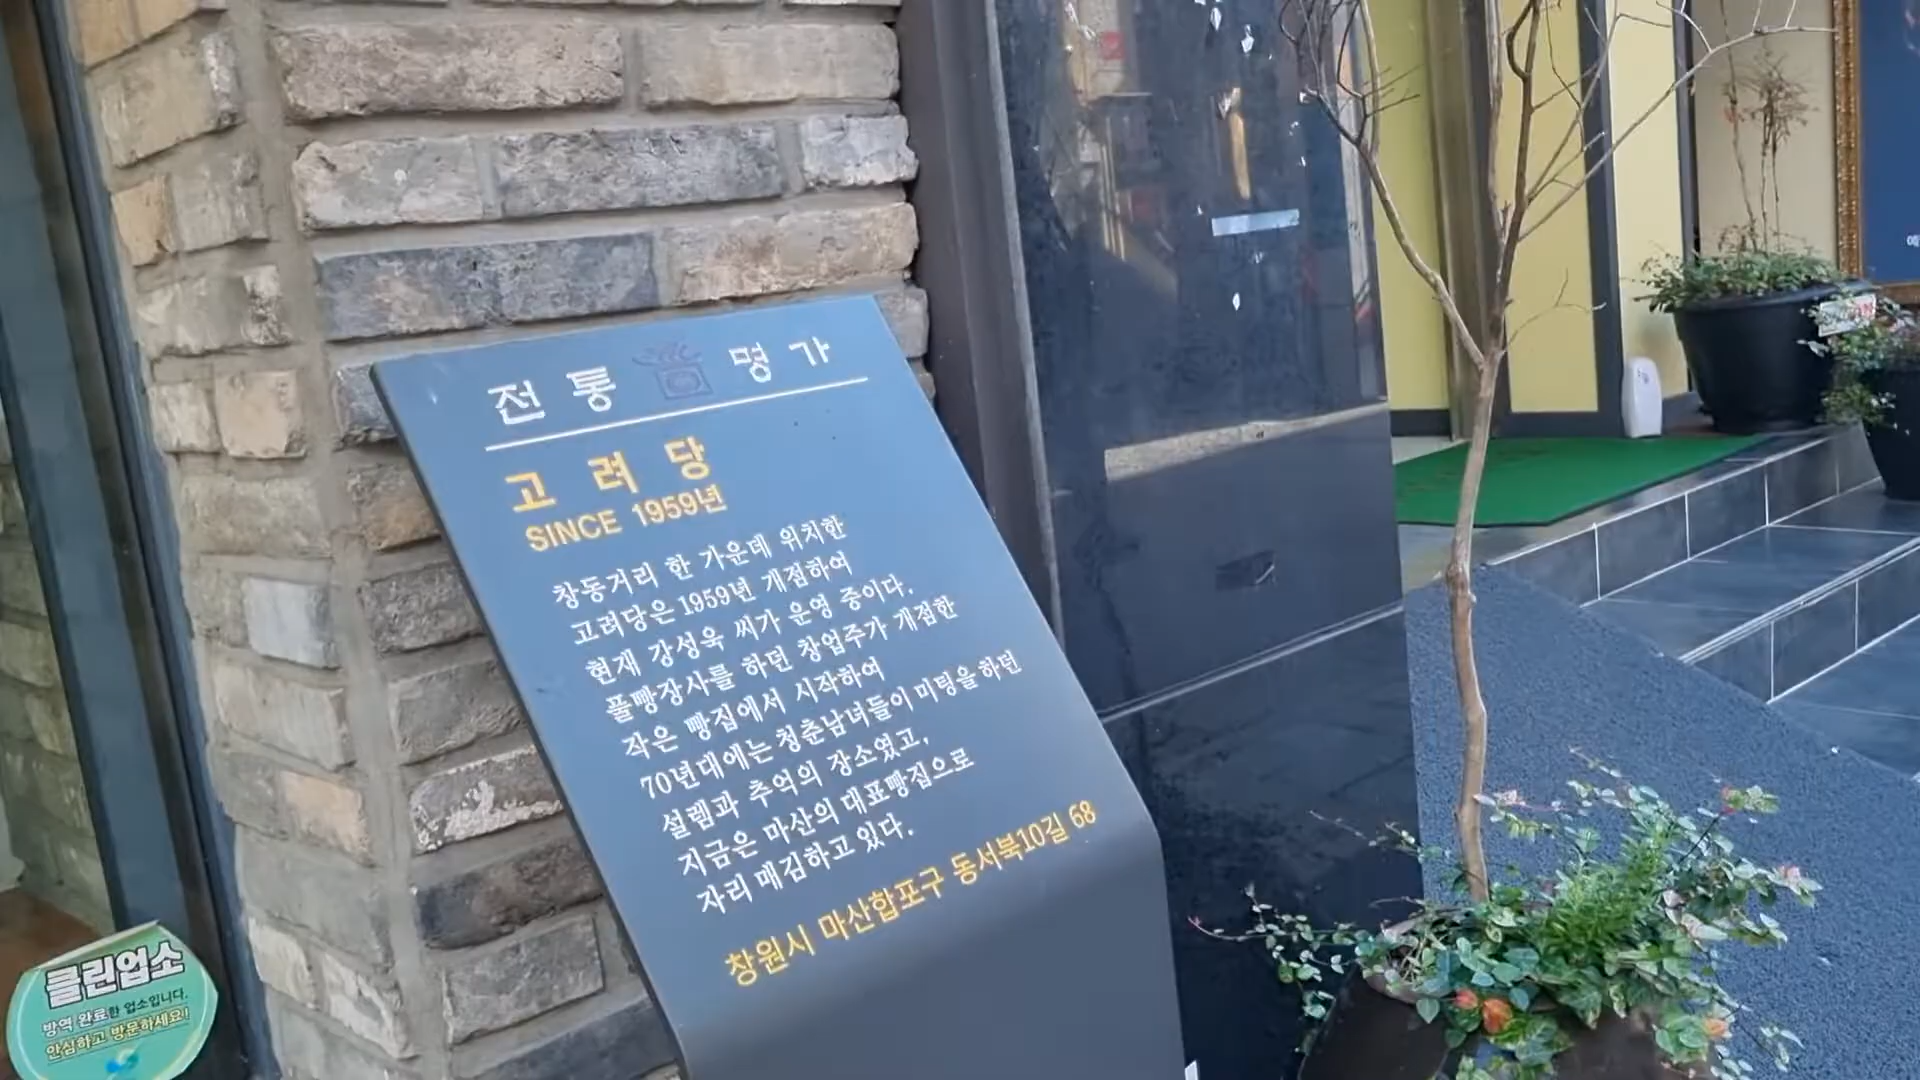 전통 명가
고려당
SINCE 1959년
창동거리 한 가운데 위치한
고려당은 1959년 개점하여
현재 강성욱 씨가 운영 중이다.
풀빵장사를 하던 창업주가 개점한
작은 빵집에서 시작하여
70년대에는 청춘남녀들이 미팅을 하던
설렘과 추억의 장소였고,
지금은 마산의 대표빵집으로
자리 매김하고 있다.
창원시 마산합포구 동서북10길 68
클린업소
방역 완료한 업소입니다.
안심하고 방문하세요!